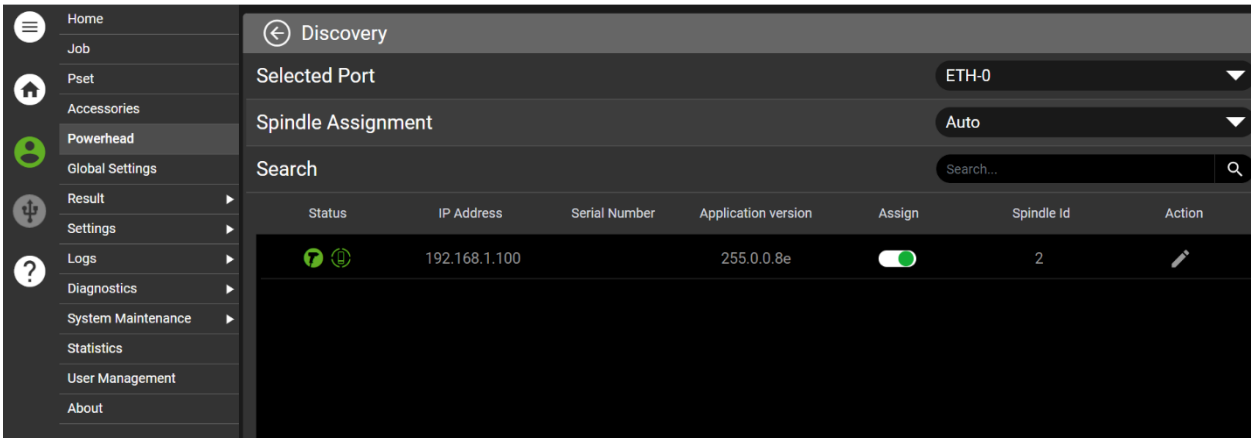 Home
Job
Pset
Accessories
Powerhead
Global Settings
Result
Settings
Logs
Diagnostics
System Maintenance
Statistics
User Management
About
Discovery
Selected Port ETH-0
Spindle Assignment Auto
Search Search...
Status IP Address Serial Number Application version Assign Spindle Id Action
192.168.1.100 255.0.0.8e 2